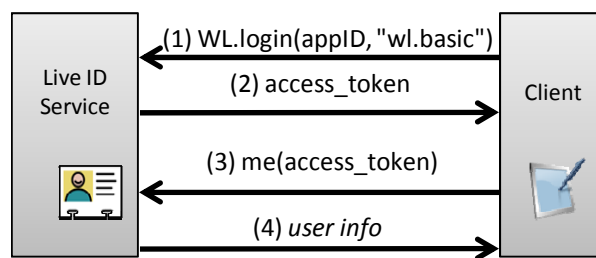 (1) WL.login(appID, "wl.basic")
Live ID
Service
(2) access_token
Client
(3) me(access_token)
(4) user info